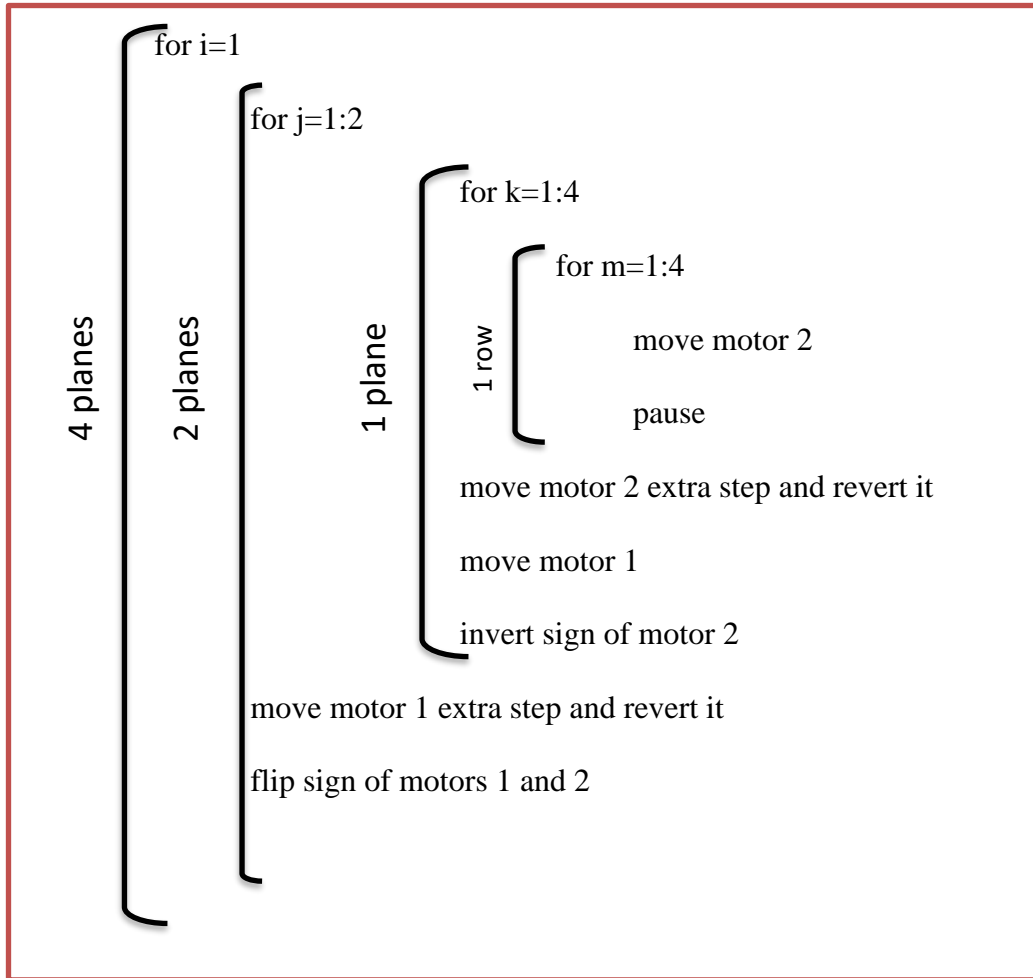 for i=1
for j=1:2
for k=1:4
for m=1:4
move motor 2
pause
move motor 2 extra step and revert it
move motor 1
invert sign of motor 2
move motor 1 extra step and revert it
flip sign of motors 1 and 2
4 planes
2 planes
1 plane
1 row